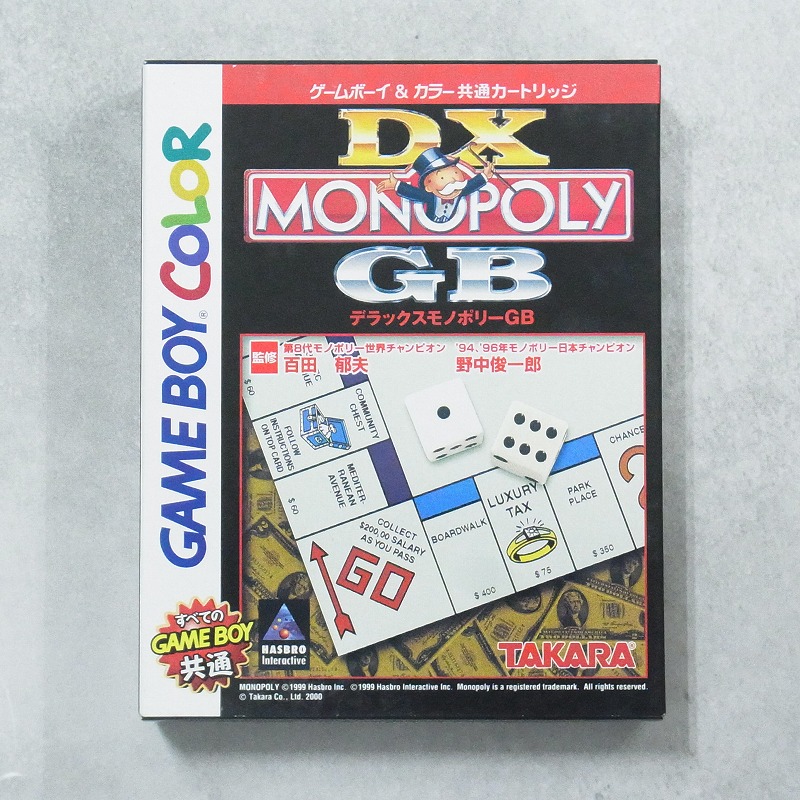 ゲームボーイ & カラー共通カートリッジ
DX
MONOPOLY
GB
デラックスモノポリーGB
GAME BOY COLOR
監修
第8代モノポリー世界チャンピオン
百田 郁夫
'94、'96年モノポリー日本チャンピオン
野中俊一郎
$ 60
COMMUNITY
CHEST
FOLLOW
INSTRUCTIONS
ON TOP CARD
MEDITER-
RANEAN
AVENUE
$ 60
COLLECT
$200.00 SALARY
AS YOU PASS
GO
BOARDWALK
$ 400
LUXURY
TAX
$ 75
PARK
PLACE
$ 350
CHANCE
?
すべての
GAME BOY
共通
HASBRO
Interactive
TAKARA
MONOPOLY ©1999 Hasbro Inc. ©1999 Hasbro Interactive Inc. Monopoly is a registered trademark. All rights reserved.
© Takara Co., Ltd. 2000